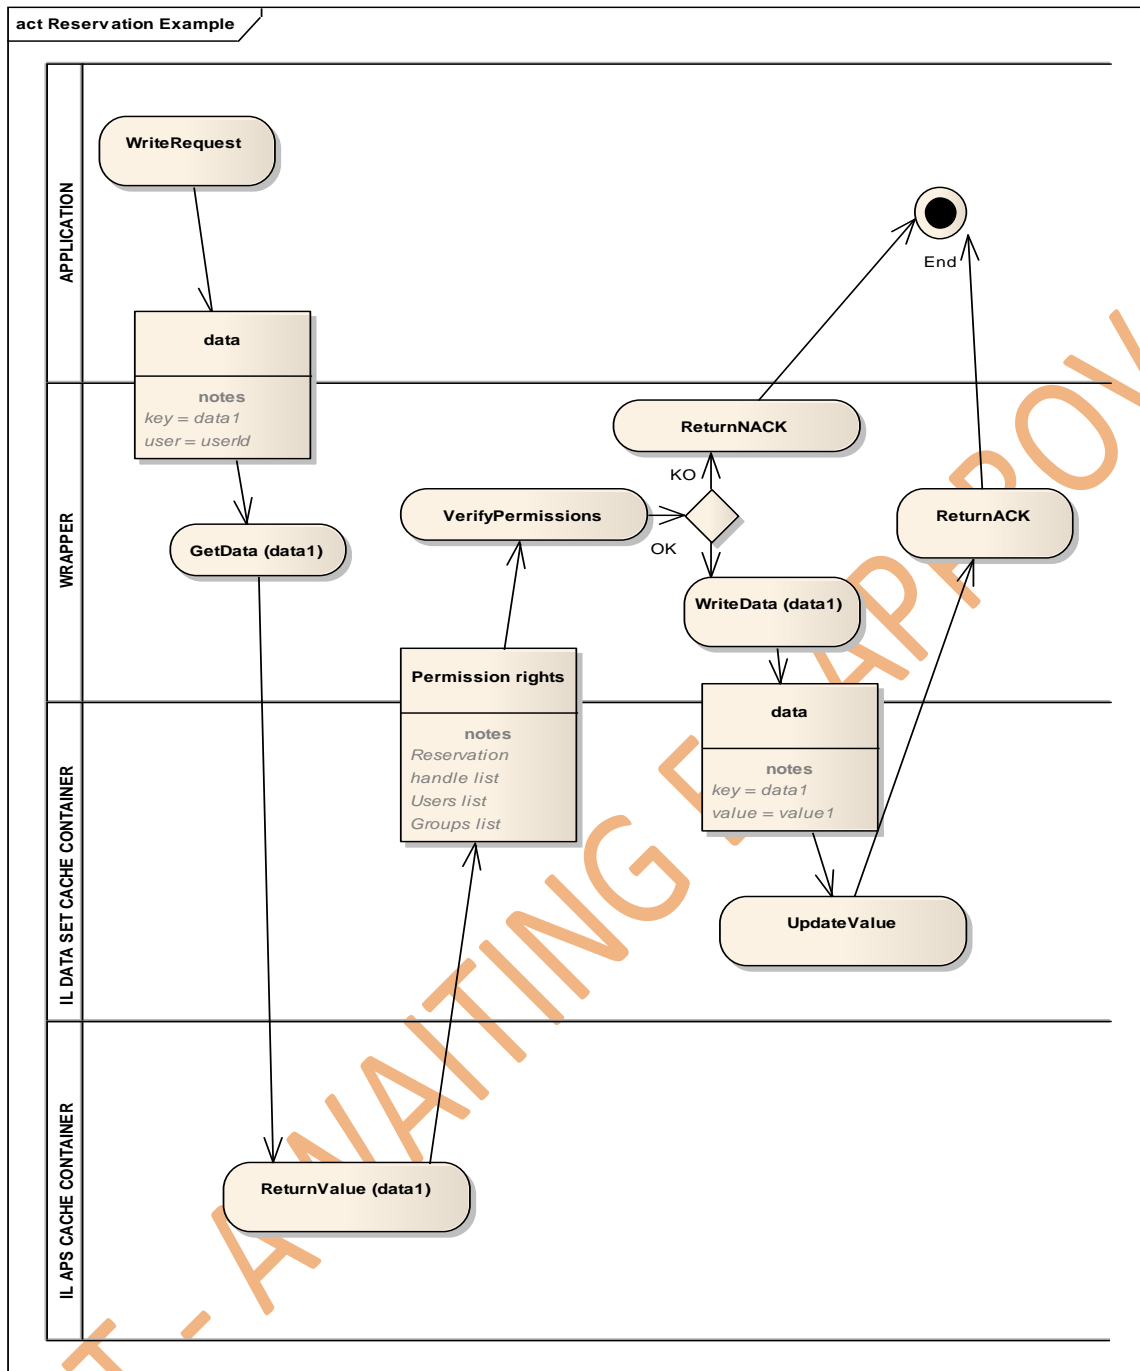 act Reservation Example
APPLICATION
WriteRequest
End
data
notes
key = data1
user = userId
WRAPPER
ReturnNACK
KO
VerifyPermissions
ReturnACK
OK
GetData (data1)
WriteData (data1)
Permission rights
notes
Reservation
handle list
Users list
Groups list
data
notes
key = data1
value = value1
IL DATA SET CACHE CONTAINER
UpdateValue
IL APS CACHE CONTAINER
ReturnValue (data1)
- AWAITING